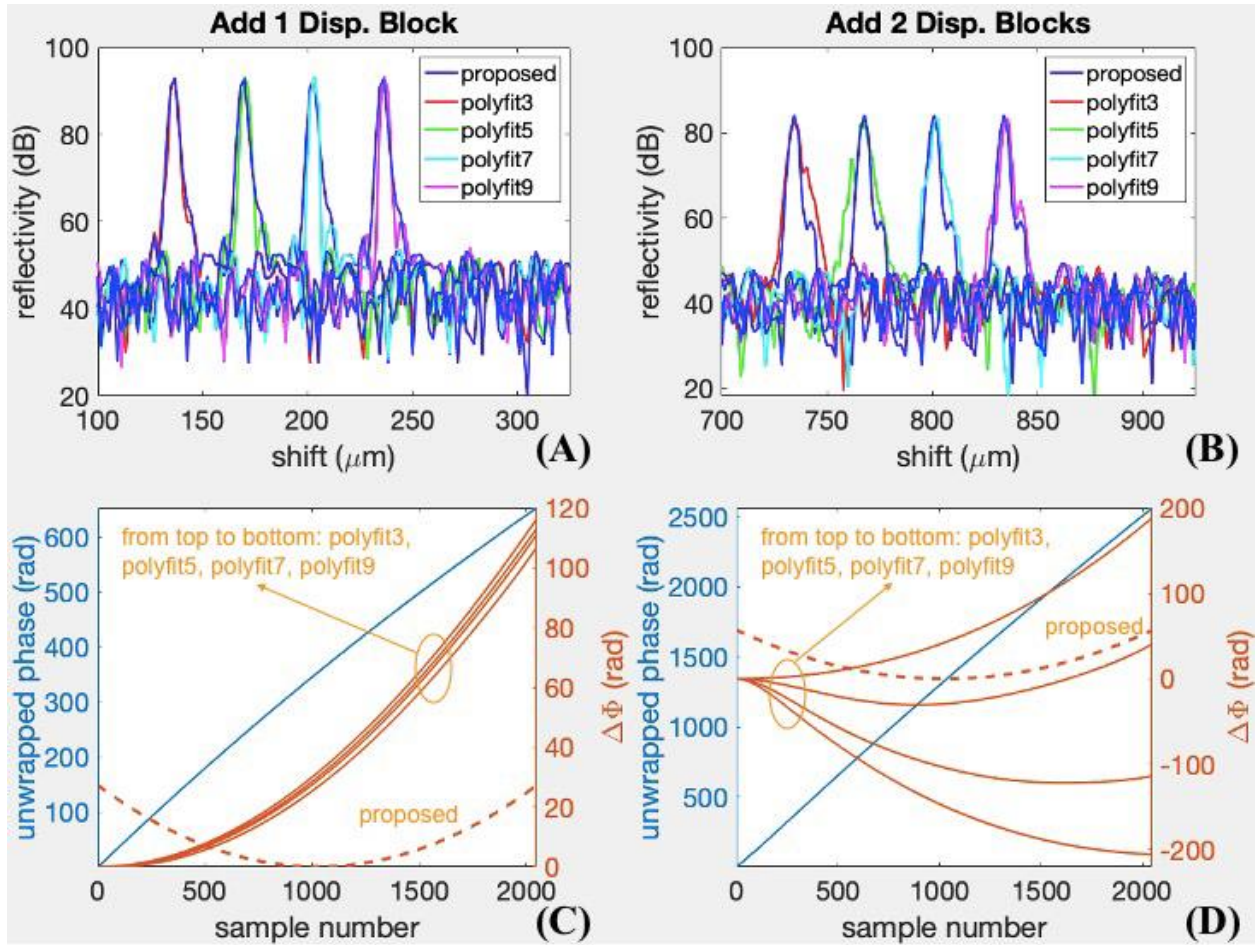 Add 1 Disp. Block
100
80
60
40
20
reflectivity (dB)
proposed
polyfit3
polyfit5
polyfit7
polyfit9
100 150 200 250 300
shift (μm)
(A)
Add 2 Disp. Blocks
100
80
60
40
20
reflectivity (dB)
proposed
polyfit3
polyfit5
polyfit7
polyfit9
700 750 800 850 900
shift (μm)
(B)
600
500
400
300
200
100
unwrapped phase (rad)
from top to bottom: polyfit3,
polyfit5, polyfit7, polyfit9
proposed
120
100
80
60
40
20
0
ΔΦ (rad)
0 500 1000 1500 2000
sample number
(C)
2500
2000
1500
1000
500
unwrapped phase (rad)
from top to bottom: polyfit3,
polyfit5, polyfit7, polyfit9
proposed
200
100
0
-100
-200
ΔΦ (rad)
0 500 1000 1500 2000
sample number
(D)